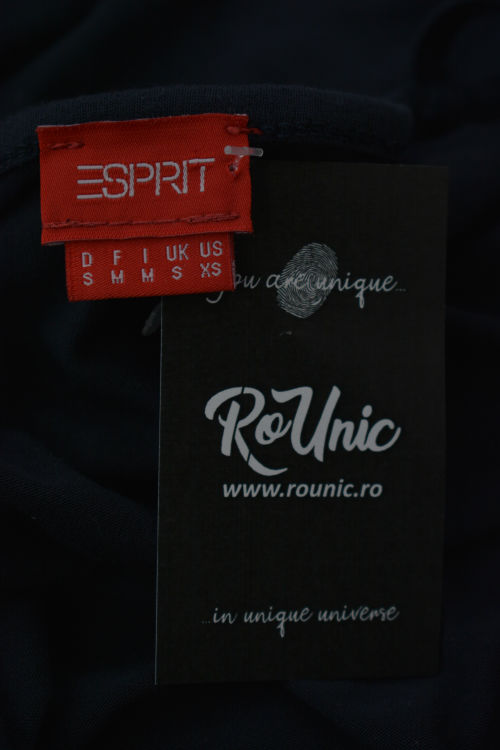 ESPRIT
D F I UK US
S M M S XS
you are unique...
RoUnic
www.rounic.ro
...in unique universe